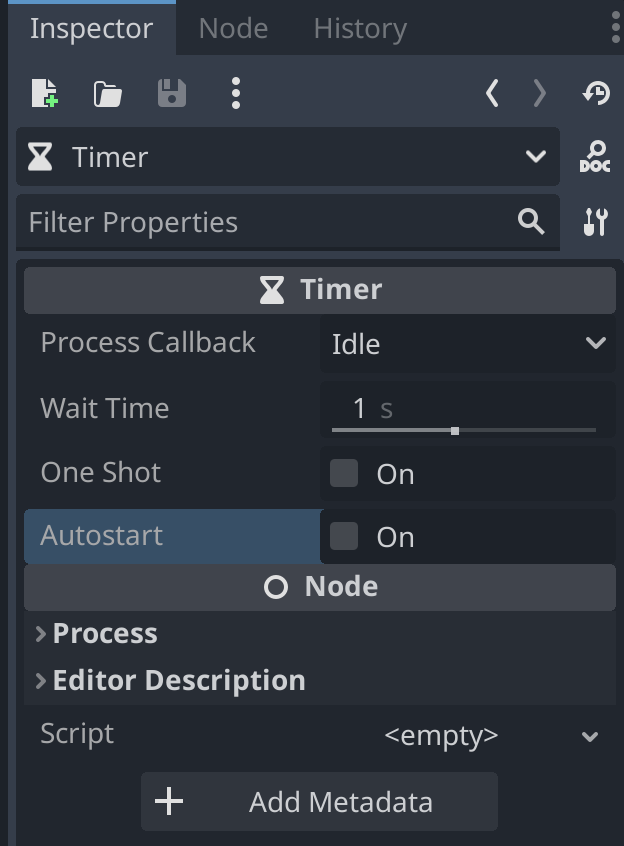 Inspector Node History
Timer
DOC
Filter Properties
Timer
Process Callback Idle
Wait Time 1 s
One Shot On
Autostart On
Node
Process
Editor Description
Script <empty>
Add Metadata